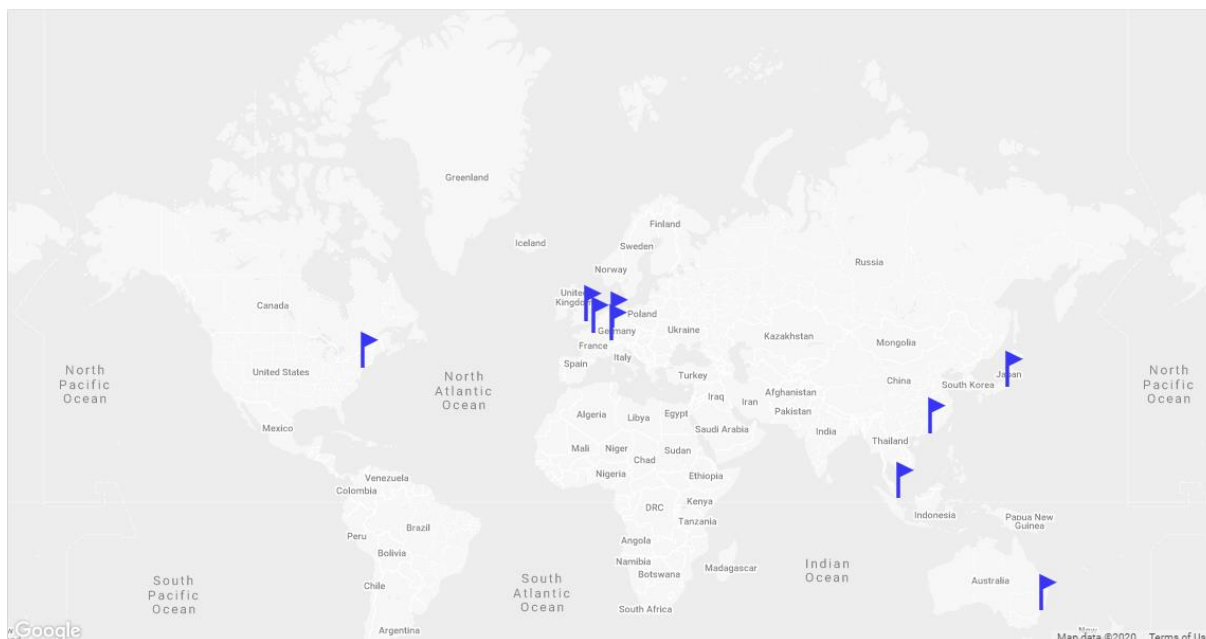 Greenland
Finland
Iceland
Sweden
Russia
Norway
United
Kingdom
Canada
Poland
Germany
Ukraine
Kazakhstan
Mongolia
France
Italy
Spain
North
Pacific
Ocean
United States
North
Atlantic
Ocean
Turkey
China
South Korea
Japan
North
Pacific
Ocean
Iraq
Iran
Afghanistan
Pakistan
Algeria
Libya
Egypt
Saudi Arabia
India
Mexico
Thailand
Mali
Niger
Chad
Sudan
Nigeria
Ethiopia
Venezuela
Colombia
Kenya
DRC
Tanzania
Indonesia
Papua New
Guinea
Brazil
Peru
Angola
Bolivia
Namibia
Botswana
Madagascar
Indian
Ocean
Australia
Chile
South
Pacific
Ocean
South
Atlantic
Ocean
South Africa
Argentina
Google
Map data ©2020
Terms of Us